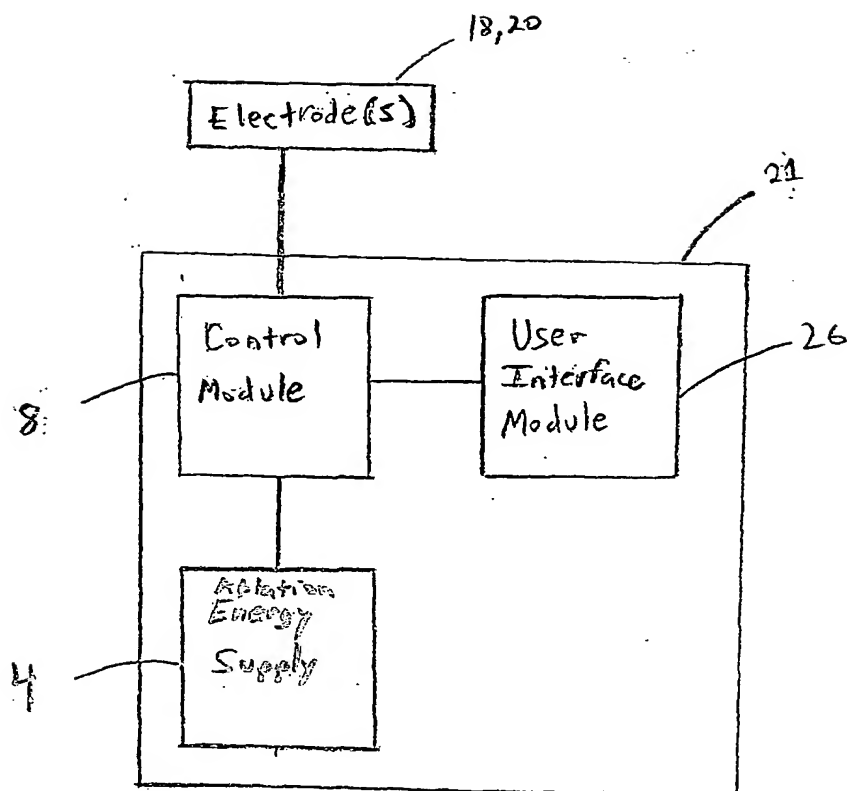 18,20
Electrode(s)
21
Control
Module
User
Interface
Module
26
8
Ablation
Energy
Supply
4